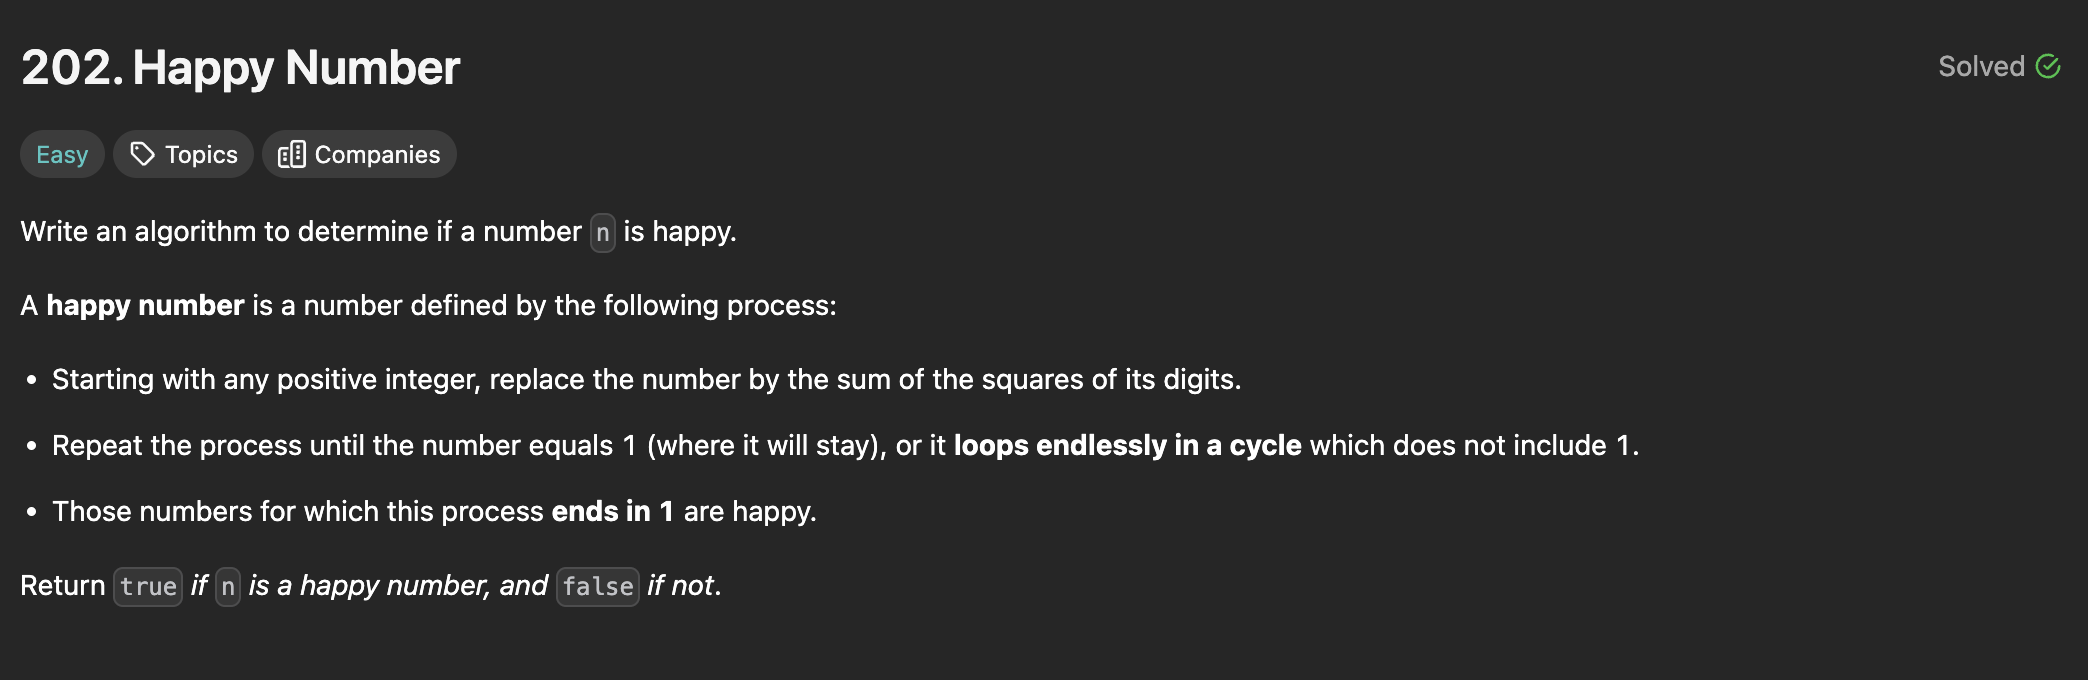 202. Happy Number
Solved
Easy
Topics
Companies
Write an algorithm to determine if a number n is happy.
A happy number is a number defined by the following process:
• Starting with any positive integer, replace the number by the sum of the squares of its digits.
• Repeat the process until the number equals 1 (where it will stay), or it loops endlessly in a cycle which does not include 1.
• Those numbers for which this process ends in 1 are happy.
Return true if n is a happy number, and false if not.